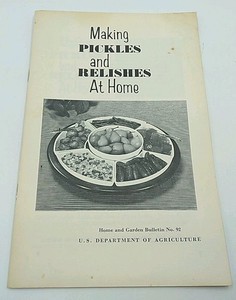 Making
PICKLES
and
RELISHES
At Home
Home and Garden Bulletin No. 92
U. S. DEPARTMENT OF AGRICULTURE